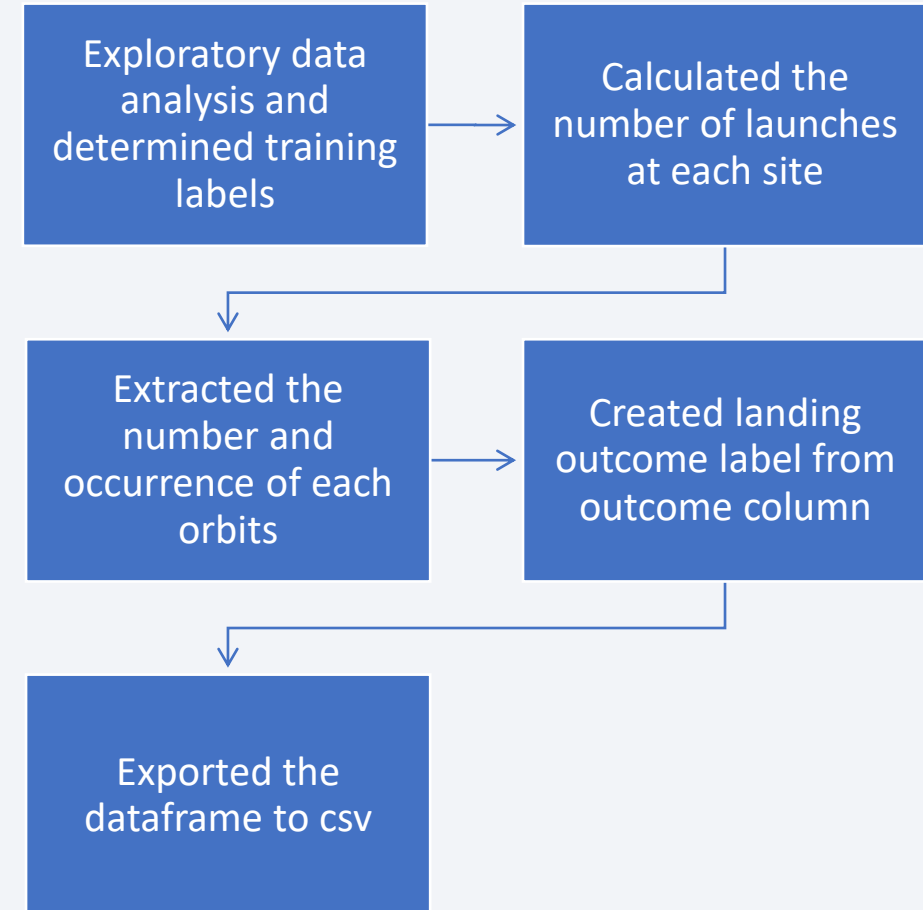 Exploratory data
analysis and
determined training
labels
Calculated the
number of launches
at each site
Extracted the
number and
occurrence of each
orbits
Created landing
outcome label from
outcome column
Exported the
dataframe to csv